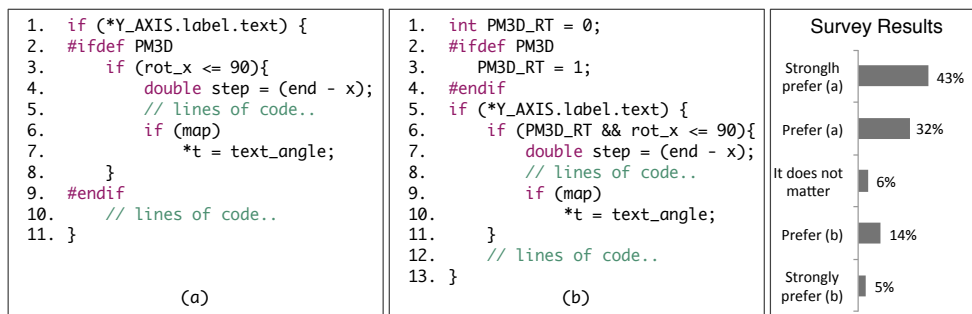 1. if (*Y_AXIS.label.text) {
2. #ifdef PM3D
3. if (rot_x <= 90){
4. double step = (end - x);
5. // lines of code..
6. if (map)
7. *t = text_angle;
8. }
9. #endif
10. // lines of code..
11. }
(a)
1. int PM3D_RT = 0;
2. #ifdef PM3D
3. PM3D_RT = 1;
4. #endif
5. if (*Y_AXIS.label.text) {
6. if (PM3D_RT && rot_x <= 90){
7. double step = (end - x);
8. // lines of code..
9. if (map)
10. *t = text_angle;
11. }
12. // lines of code..
13. }
(b)
Survey Results
Stronglh
prefer (a)
43%
Prefer (a)
32%
It does not
matter
6%
Prefer (b)
14%
Strongly
prefer (b)
5%